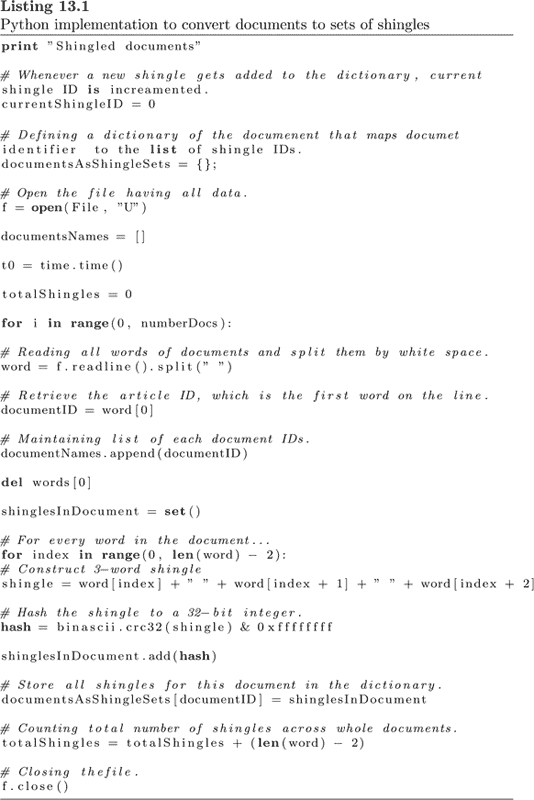 Listing 13.1
Python implementation to convert documents to sets of shingles
print "Shingled documents"
# Whenever a new shingle gets added to the dictionary, current
shingle ID is increamented.
currentShingleID = 0
# Defining a dictionary of the documenent that maps documet
identifier to the list of shingle IDs.
documentsAsShingleSets = {};
# Open the file having all data.
f = open(File, "U")
documentsNames = []
t0 = time.time()
totalShingles = 0
for i in range(0, numberDocs):
# Reading all words of documents and split them by white space.
word = f.readline().split(" ")
# Retrieve the article ID, which is the first word on the line.
documentID = word[0]
# Maintaining list of each document IDs.
documentNames.append(documentID)
del words[0]
shinglesInDocument = set()
# For every word in the document...
for index in range(0, len(word) - 2):
# Construct 3-word shingle
shingle = word[index] + " " + word[index + 1] + " " + word[index + 2]
# Hash the shingle to a 32-bit integer.
hash = binascii.crc32(shingle) & 0xffffffff
shinglesInDocument.add(hash)
# Store all shingles for this document in the dictionary.
documentsAsShingleSets[documentID] = shinglesInDocument
# Counting total number of shingles across whole documents.
totalShingles = totalShingles + (len(word) - 2)
# Closing thefile.
f.close()